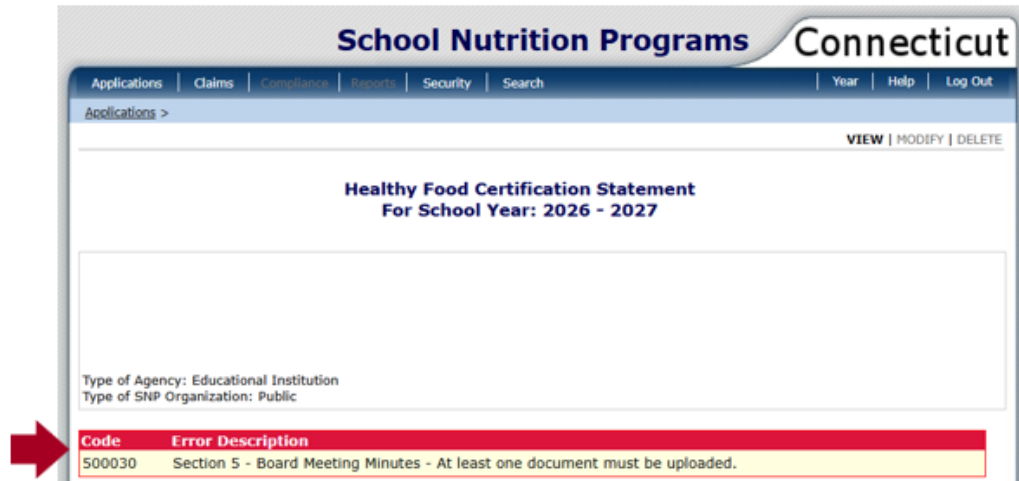 School Nutrition Programs Connecticut
Applications | Claims | Compliance | Reports | Security | Search | Year | Help | Log Out
Applications >
VIEW | MODIFY | DELETE
Healthy Food Certification Statement
For School Year: 2026 - 2027
Type of Agency: Educational Institution
Type of SNP Organization: Public
Code Error Description
500030 Section 5 - Board Meeting Minutes - At least one document must be uploaded.